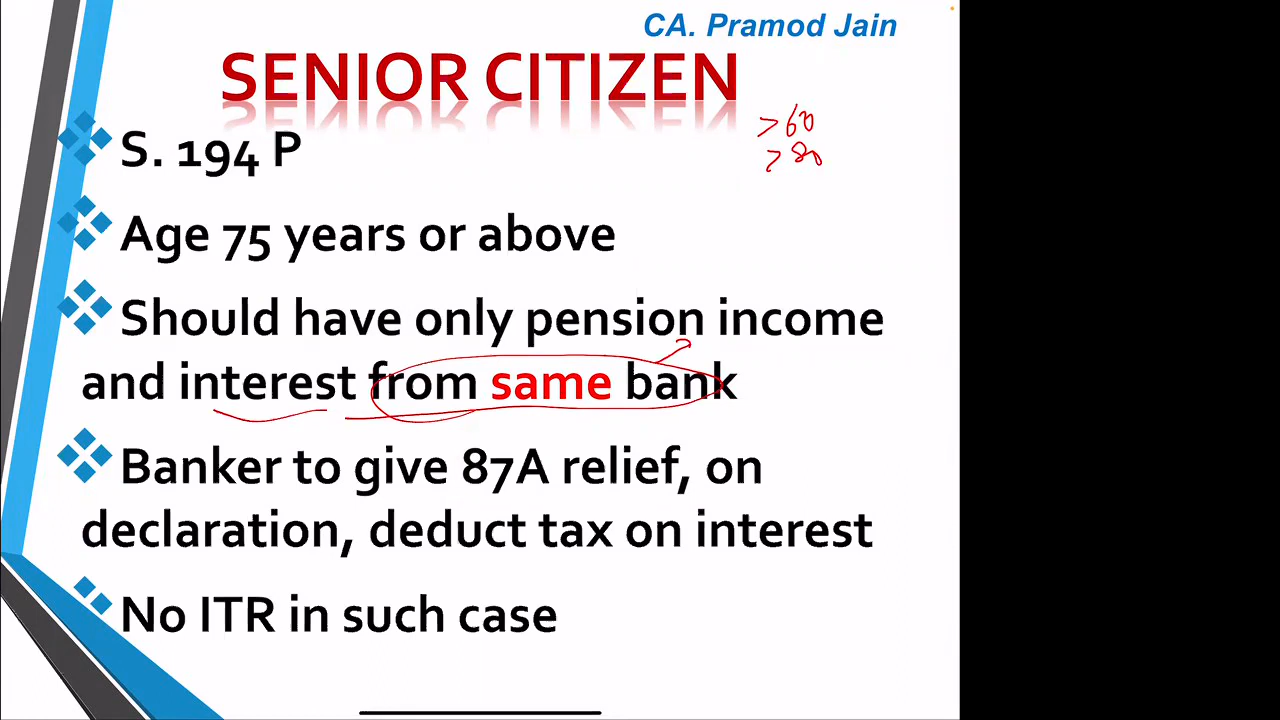 CA. Pramod Jain
SENIOR CITIZEN
>60
>80
S. 194 P
Age 75 years or above
Should have only pension income
and interest from same bank
Banker to give 87A relief, on
declaration, deduct tax on interest
No ITR in such case